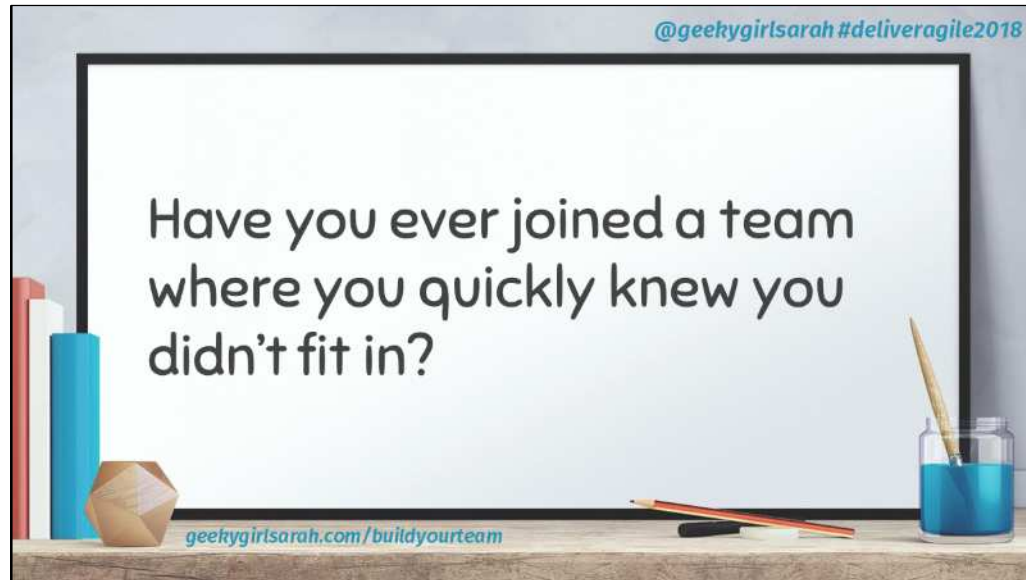 @geekygirlsarah #deliveragile2018
Have you ever joined a team
where you quickly knew you
didn't fit in?
geekygirlsarah.com/buildyourteam